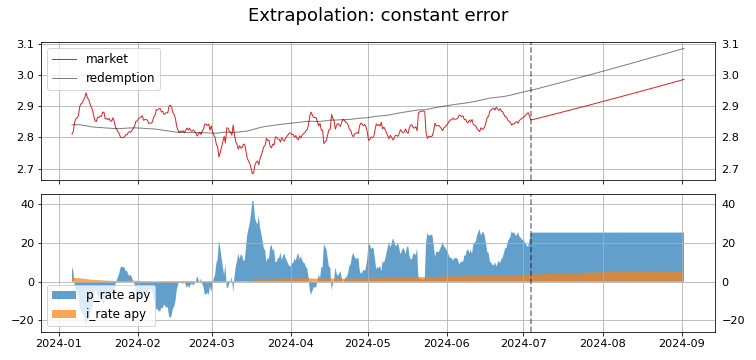 Extrapolation: constant error
3.1 3.1
market
redemption
3.0 3.0
2.9 2.9
2.8 2.8
2.7 2.7
40 40
20 20
0 0
p_rate apy
i_rate apy
−20 −20
2024-01 2024-02 2024-03 2024-04 2024-05 2024-06 2024-07 2024-08 2024-09